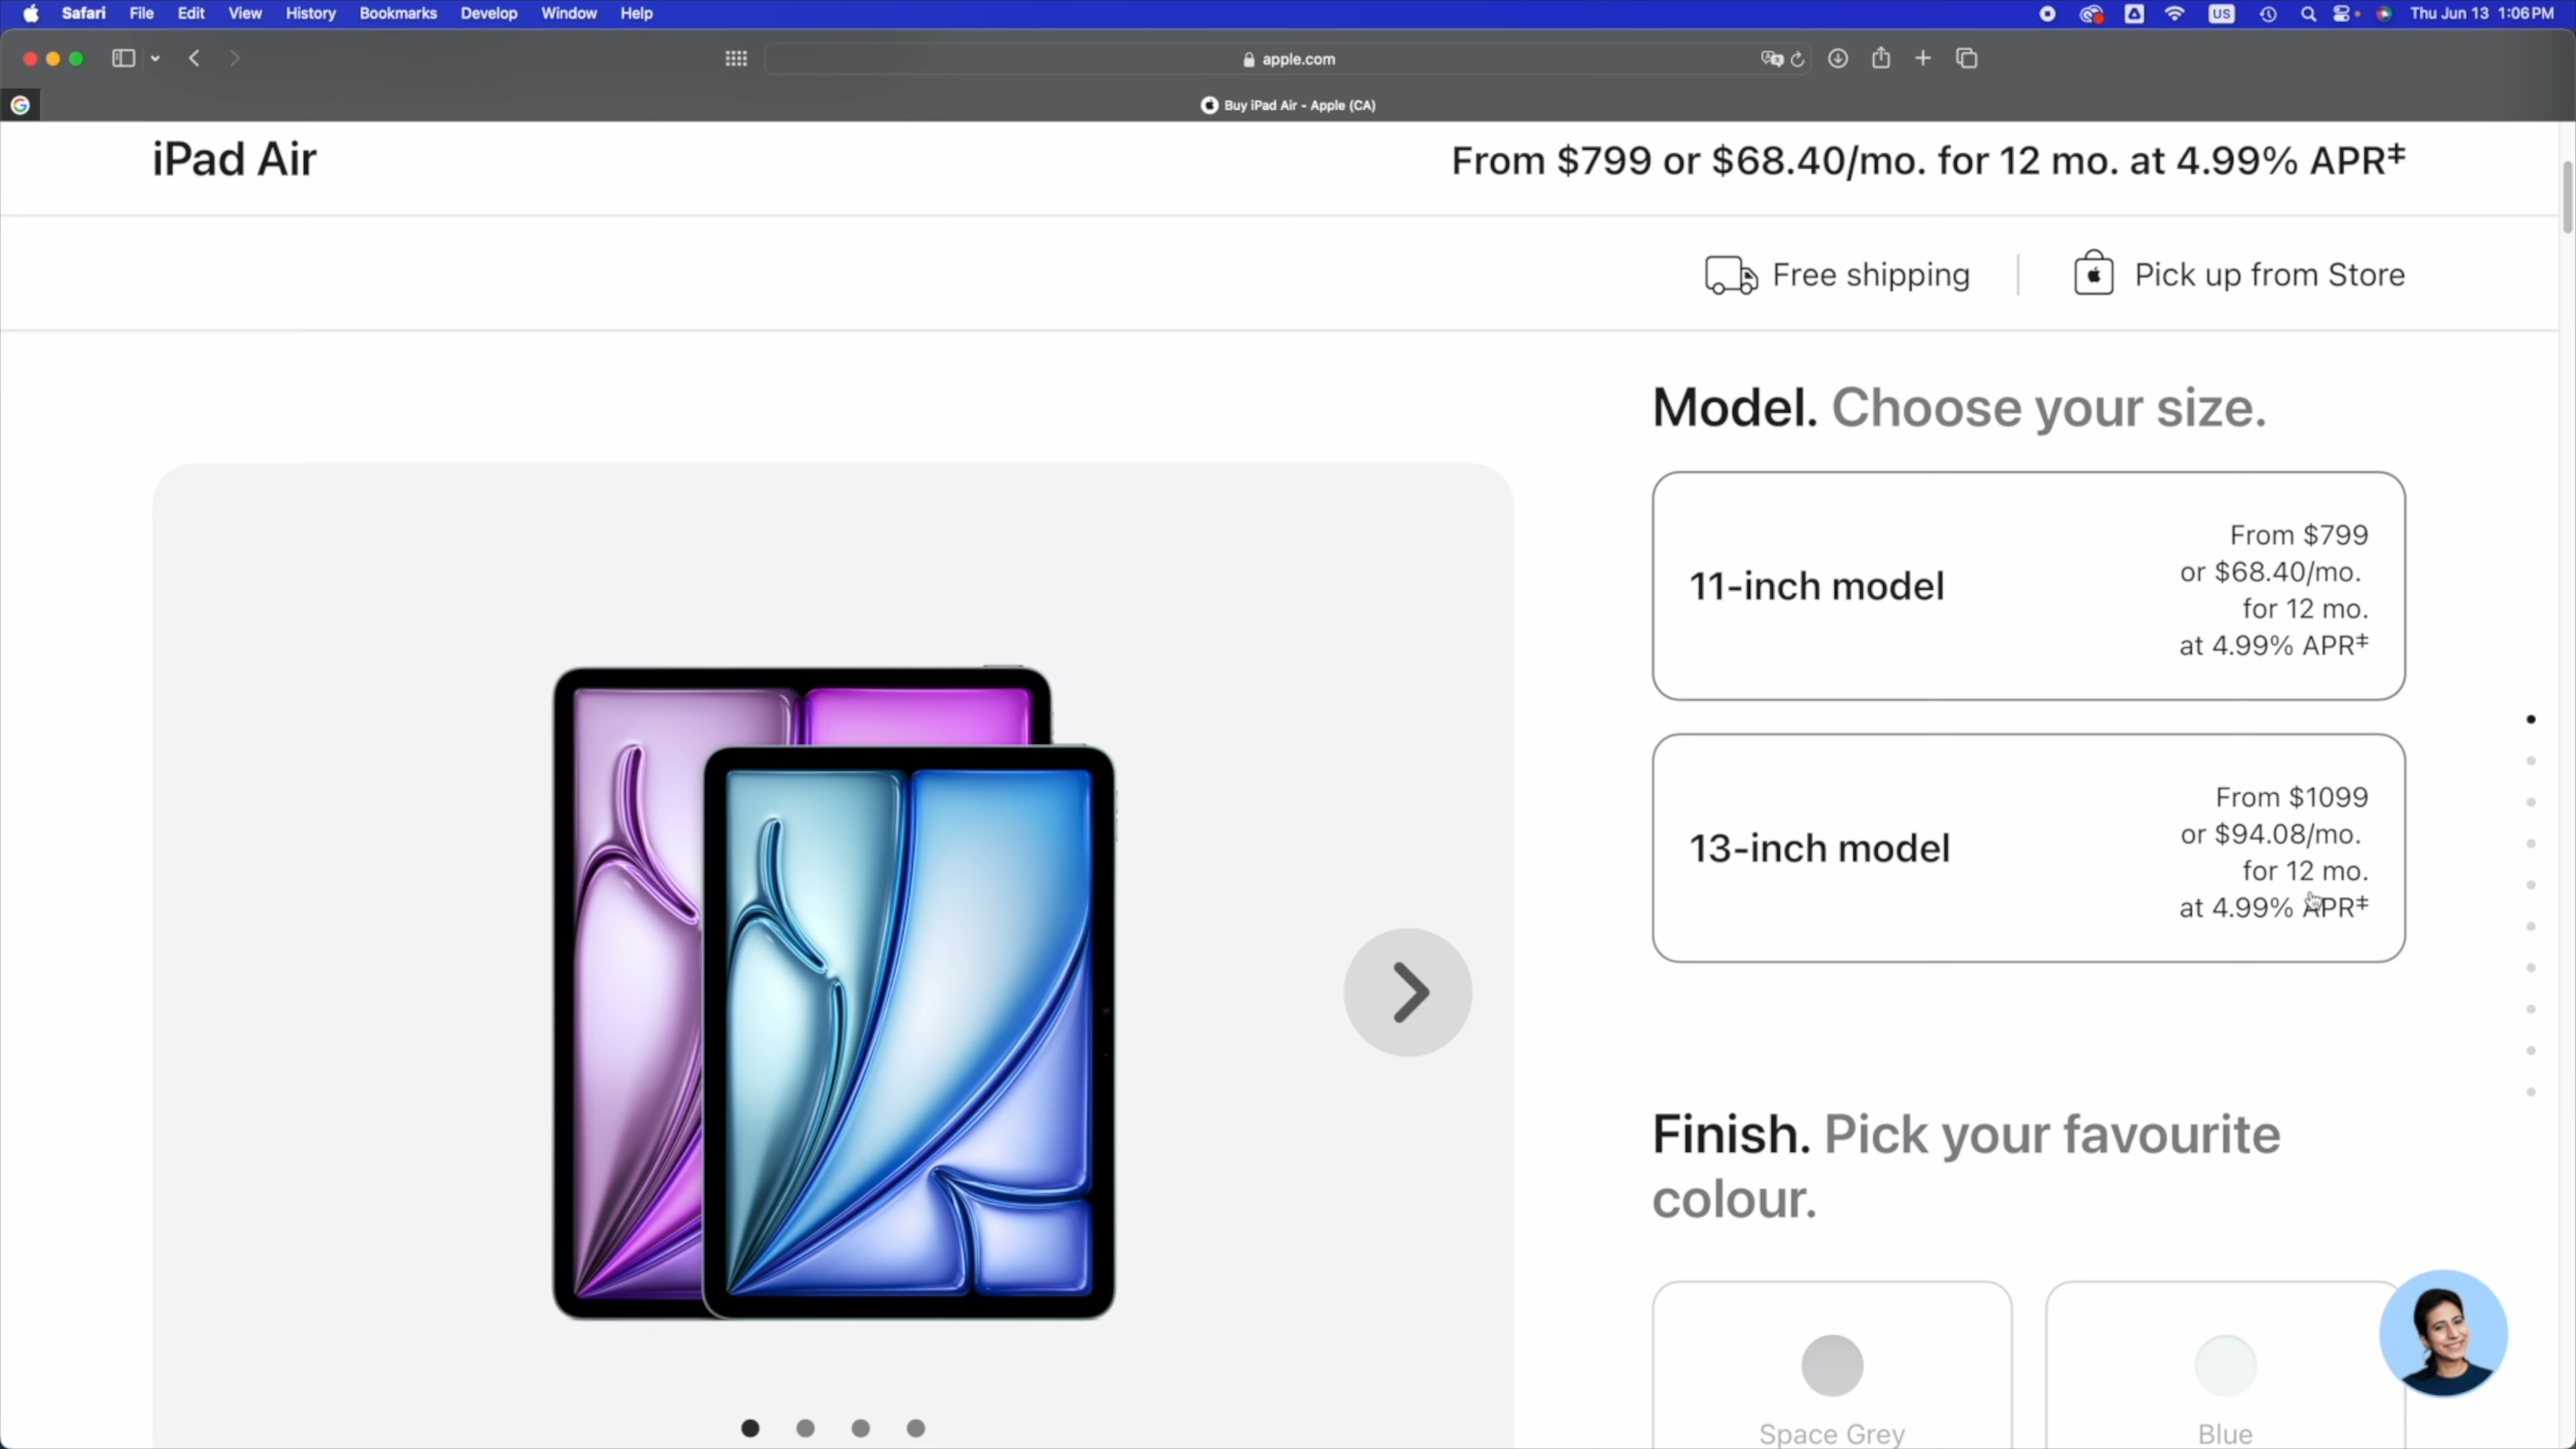 Safari File Edit View History Bookmarks Develop Window Help US Thu Jun 13 1:06 PM
apple.com
Buy iPad Air - Apple (CA)
iPad Air
From $799 or $68.40/mo. for 12 mo. at 4.99% APR‡
Free shipping
Pick up from Store
Model. Choose your size.
11-inch model
From $799
or $68.40/mo.
for 12 mo.
at 4.99% APR‡
13-inch model
From $1099
or $94.08/mo.
for 12 mo.
at 4.99% APR‡
Finish. Pick your favourite
colour.
Space Grey
Blue